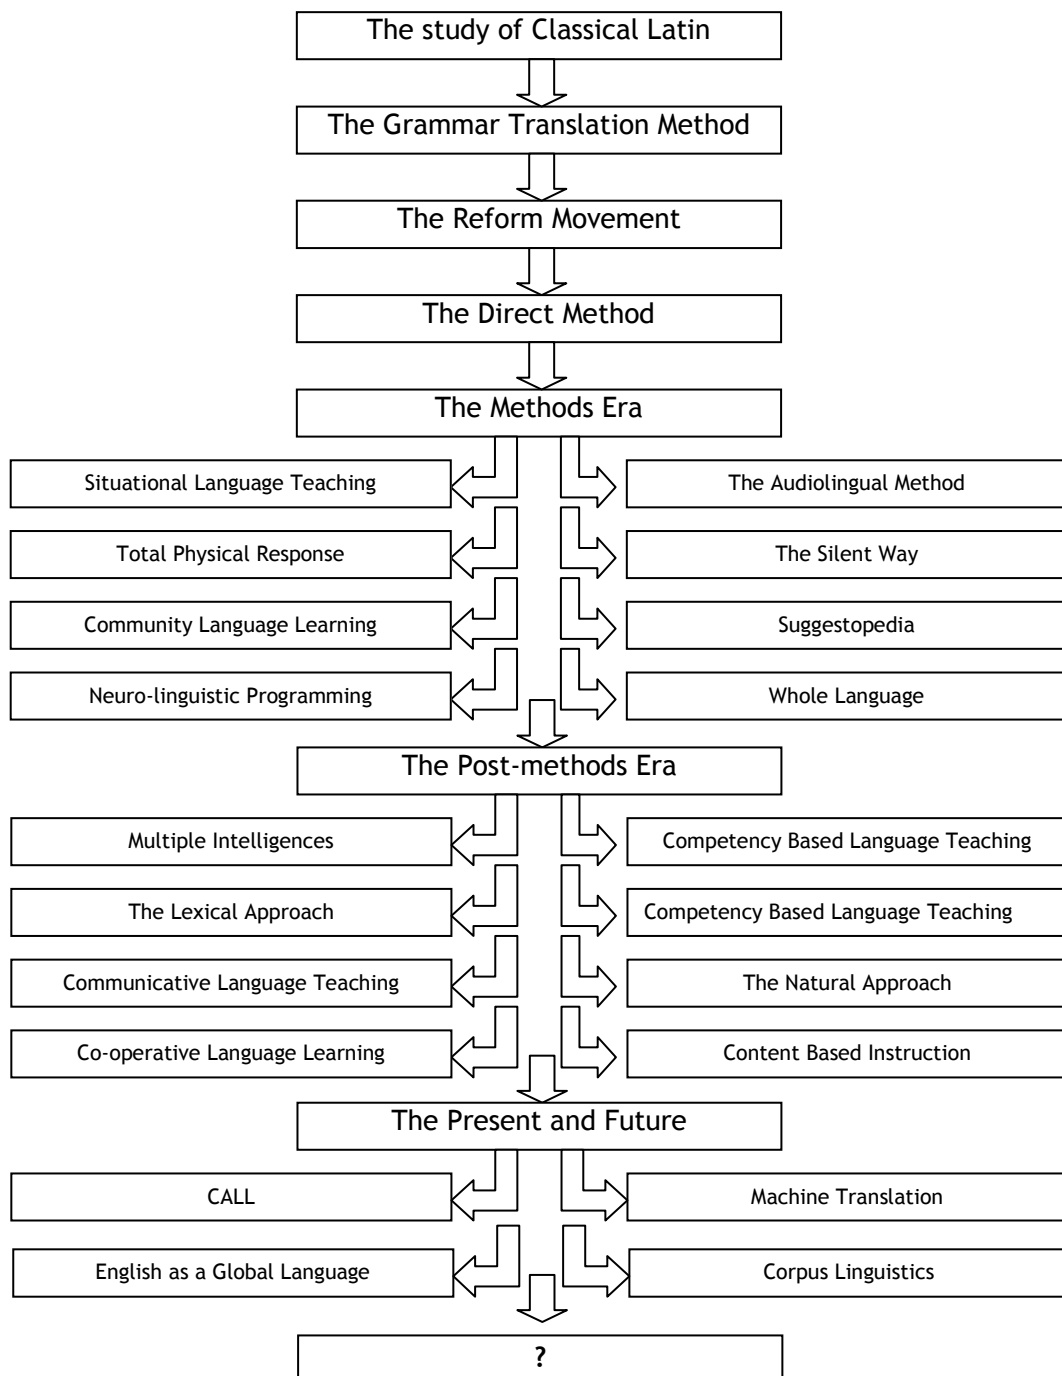 The study of Classical Latin
The Grammar Translation Method
The Reform Movement
The Direct Method
The Methods Era
Situational Language Teaching
The Audiolingual Method
Total Physical Response
The Silent Way
Community Language Learning
Suggestopedia
Neuro-linguistic Programming
Whole Language
The Post-methods Era
Multiple Intelligences
Competency Based Language Teaching
The Lexical Approach
Competency Based Language Teaching
Communicative Language Teaching
The Natural Approach
Co-operative Language Learning
Content Based Instruction
The Present and Future
CALL
Machine Translation
English as a Global Language
Corpus Linguistics
?